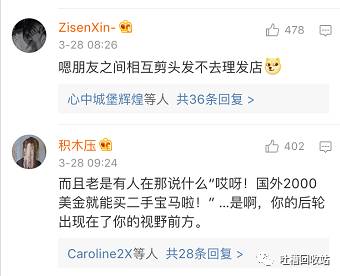 ZisenXin-
3-28 08:26
426
嗯朋友之间相互剪头发不去理发店
心中城堡辉煌等人 共36条回复 >
积木压
3-28 09:24
402
而且老是有人在那说什么“哎呀！国外2000
美金就能买二手宝马啦！” ...是啊，你的后轮
出现在了你的视野前方。
Caroline2X等人 共28条回复 >
吐槽回收站